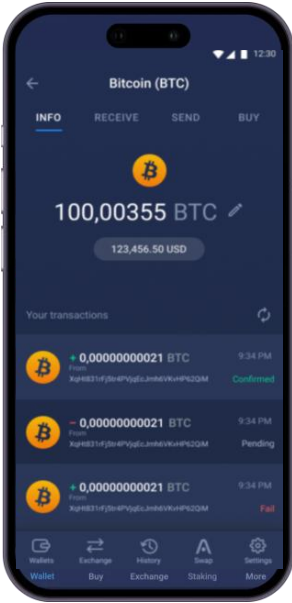 12:30
Bitcoin (BTC)
INFO RECEIVE SEND BUY
100,00355 BTC
123,456.50 USD
Your transactions
+ 0,00000000021 BTC 9:34 PM
From
Confirmed
− 0,00000000021 BTC 9:34 PM
From
Pending
+ 0,00000000021 BTC 9:34 PM
From
Fail
Wallets Exchange History Swap Settings
Wallet Buy Exchange Staking More